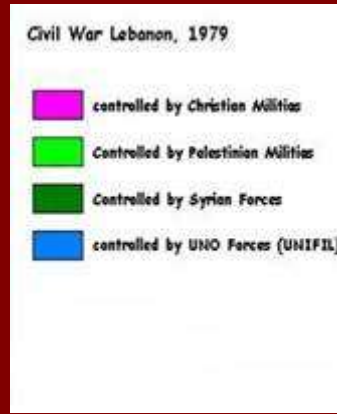 Civil War Lebanon, 1979
controlled by Christian Militias
Controlled by Palestinian Militias
Controlled by Syrian Forces
controlled by UNO Forces (UNIFIL)